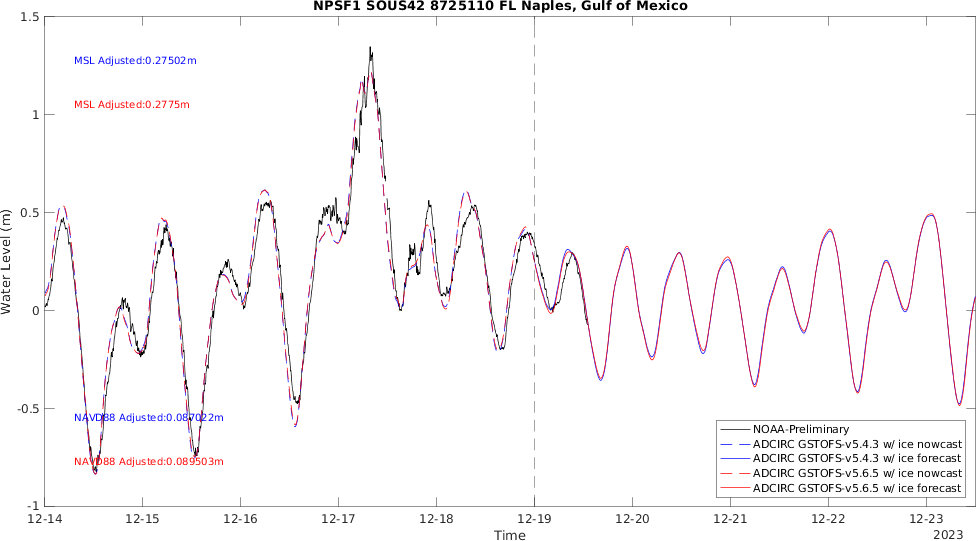 NPSF1 SOUS42 8725110 FL Naples, Gulf of Mexico
1.5
MSL Adjusted:0.27502m
MSL Adjusted:0.2775m
1
0.5
Water Level (m)
0
-0.5
NAVD88 Adjusted:0.087022m
NAVD88 Adjusted:0.089503m
-1
NOAA-Preliminary
ADCIRC GSTOFS-v5.4.3 w/ ice nowcast
ADCIRC GSTOFS-v5.4.3 w/ ice forecast
ADCIRC GSTOFS-v5.6.5 w/ ice nowcast
ADCIRC GSTOFS-v5.6.5 w/ ice forecast
12-14 12-15 12-16 12-17 12-18 12-19 12-20 12-21 12-22 12-23
Time
2023